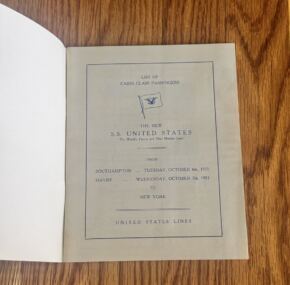 LIST OF
CABIN CLASS PASSENGERS
THE NEW
S.S. UNITED STATES
FROM
SOUTHAMPTON ... TUESDAY, OCTOBER
HAVRE ... WEDNESDAY, OCTOBER
TO
NEW YORK
UNITED STATES LINES